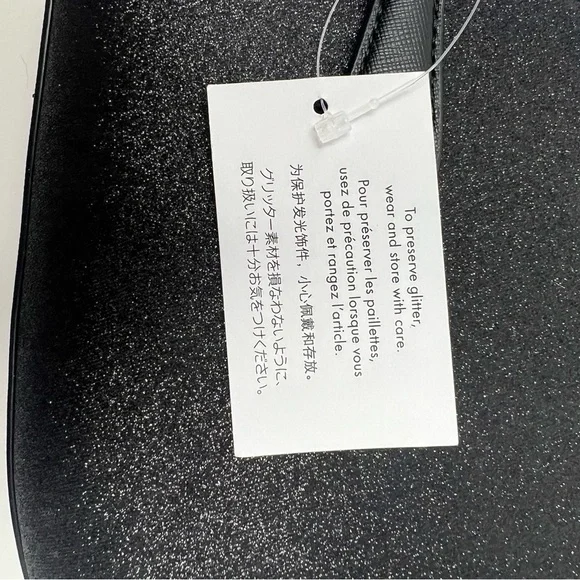 To preserve glitter,
wear and store with care.
Pour préserver les paillettes,
usez de précaution lorsque vous
portez et rangez l'article.
为保护发光饰件，小心佩戴和存放。
グリッター素材を損なわないように、
取り扱いには十分お気をつけください。